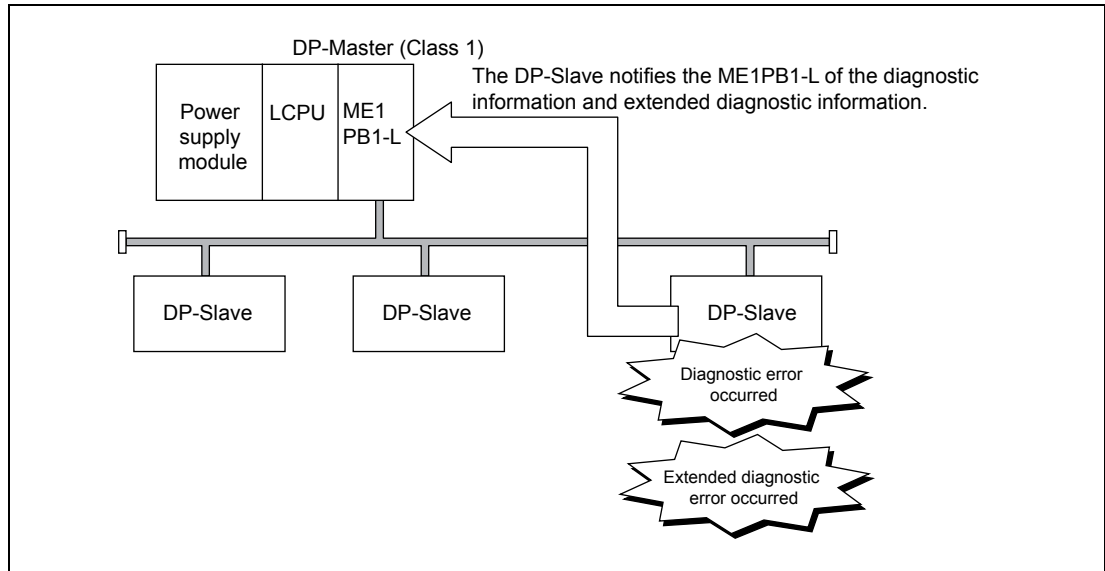 DP-Master (Class 1)
The DP-Slave notifies the ME1PB1-L of the diagnostic
information and extended diagnostic information.
Power
supply
module
LCPU
ME1
PB1-L
DP-Slave
DP-Slave
DP-Slave
Diagnostic error
occurred
Extended diagnostic
error occurred